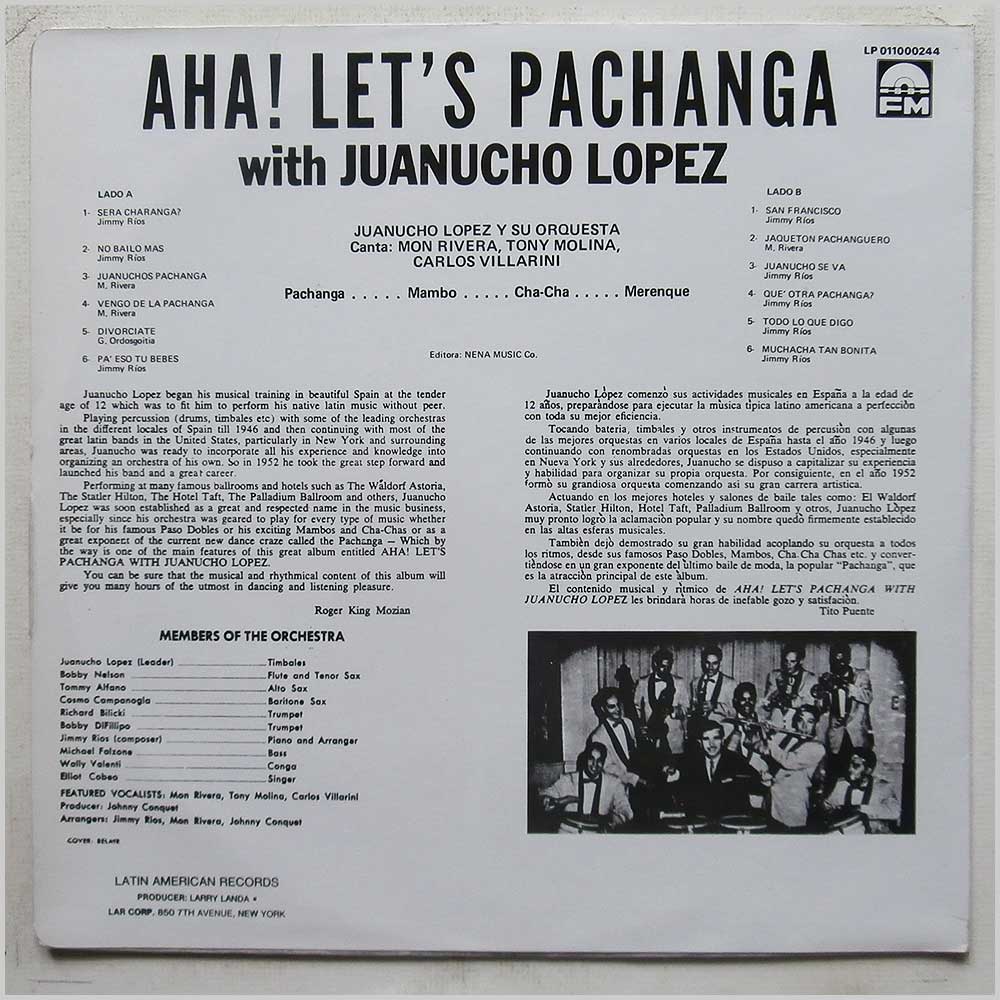 LP 011000244
FM
AHA! LET'S PACHANGA
with JUANUCHO LOPEZ
LADO A
1- SERA CHARANGA?
Jimmy Ríos
2- NO BAILO MAS
Jimmy Ríos
3- JUANUCHOS PACHANGA
M. Rivera
4- VENGO DE LA PACHANGA
M, Rivera
5- DIVORCIATE
G. Ordosgoitia
6- PA' ESO TU BEBES
Jimmy Ríos
JUANUCHO LOPEZ Y SU ORQUESTA
Canta: MON RIVERA, TONY MOLINA,
CARLOS VILLARINI
Pachanga . . . . . Mambo . . . . . Cha-Cha . . . . . Merenque
Editora: NENA MUSIC Co.
LADO B
1- SAN FRANCISCO
Jimmy Ríos
2- JAQUETON PACHANGUERO
M, Rivera
3- JUANUCHO SE VA
Jimmy Ríos
4- QUE' OTRA PACHANGA?
Jimmy Ríos
5- TODO LO QUE DIGO
Jimmy Ríos
6- MUCHACHA TAN BONITA
Jimmy Ríos
Juanucho Lopez began his musical training in beautiful Spain at the tender
age of 12 which was to fit him to perform his native latin music without peer.
Playing percussion (drums, timbales etc) with some of the leading orchestras
in the different locales of Spain till 1946 and then continuing with most of the
great latin bands in the United States, particularly in New York and surrounding
areas, Juanucho was ready to incorporate all his experience and knowledge into
organizing an orchestra of his own. So in 1952 he took the great step forward and
launched his band and a great career.
Performing at many famous ballrooms and hotels such as The Waldorf Astoria,
The Statler Hilton, The Hotel Taft, The Palladium Ballroom and others, Juanucho
Lopez was soon established as a great and respected name in the music business,
especially since his orchestra was geared to play for every type of music whether
it be for his famous Paso Dobles or his exciting Mambos and Cha-Chas or as a
great exponent of the current new dance craze called the Pachanga — Which by
the way is one of the main features of this great album entitled AHA! LET'S
PACHANGA WITH JUANUCHO LOPEZ.
You can be sure that the musical and rhythmical content of this album will
give you many hours of the utmost in dancing and listening pleasure.
Roger King Mozian
Juanucho Lòpez comenzò sus actividades musicales en España a la edad de
12 años, preparàndose para ejecutar la mùsica tipica latino americana a perfecciòn
con toda su mejor eficiencia.
Tocando bateria, timbales y otros instrumentos de percusiòn con algunas
de las mejores orquestas en varios locales de España hasta el año 1946 y luego
continuando con renombradas orquestas en los Estados Unidos, especialmente
en Nueva York y sus alrededores, Juanucho se dispuso a capitalizar su experiencia
y habilidad para organizar su propia orquesta. Por consiguiente, en el año 1952
formò su grandiosa orquesta comenzando asi su gran carrera artistica.
Actuando en los mejores hoteles y salones de baile tales como: El Waldorf
Astoria, Statler Hilton, Hotel Taft, Palladium Ballroom y otros, Juanucho Lòpez
muy pronto logrò la aclamaciòn popular y su nombre quedò firmemente establecido
en las altas esferas musicales.
Tambièn dejò demostrado su gran habilidad acoplando su orquesta a todos
los ritmos, desde sus famosos Paso Dobles, Mambos, Cha Cha Chas etc. y convir-
tièndose en un gran exponente del ùltimo baile de moda, la popular "Pachanga", que
es la atracciòn principal de este àlbum.
El contenido musical y rìtmico de AHA! LET'S PACHANGA WITH
JUANUCHO LOPEZ les brindarà horas de inefable gozo y satisfaciòn.
Tito Puente
MEMBERS OF THE ORCHESTRA
Juanucho Lopez (Leader) Timbales
Bobby Nelson Flute and Tenor Sax
Tommy Alfano Alto Sax
Cosmo Campanogla Baritone Sax
Richard Bilicki Trumpet
Bobby DiFillipo Trumpet
Jimmy Rios (composer) Piano and Arranger
Michael Falzone Bass
Wally Valenti Conga
Elliot Cobeo Singer
FEATURED VOCALISTS: Mon Rivera, Tony Molina, Carlos Villarini
Producer: Johnny Conquet
Arrangers: Jimmy Rios, Mon Rivera, Johnny Conquet
COVER: BELAYE
LATIN AMERICAN RECORDS
PRODUCER: LARRY LANDA •
LAR CORP. 850 7TH AVENUE, NEW YORK